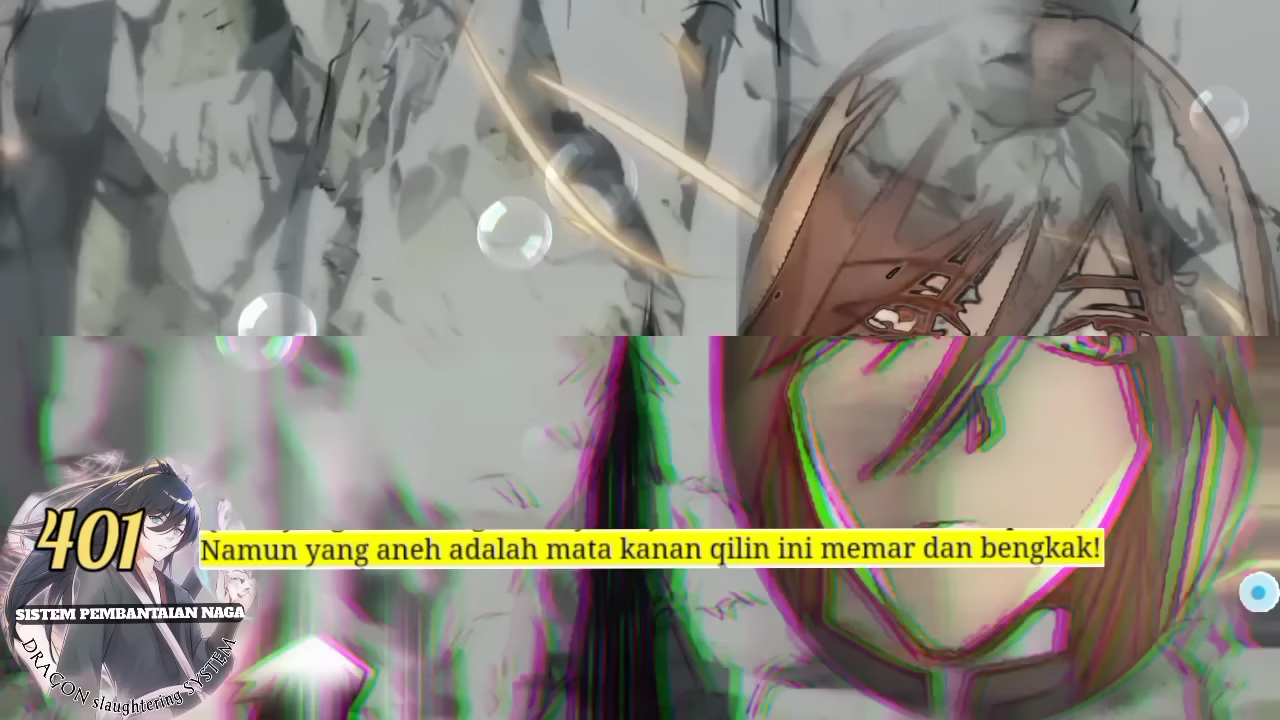 Namun yang aneh adalah mata kanan qilin ini memar dan bengkak!
401
SISTEM PEMBANTAIAN NAGA
DRAGON slaughtering SYSTEM